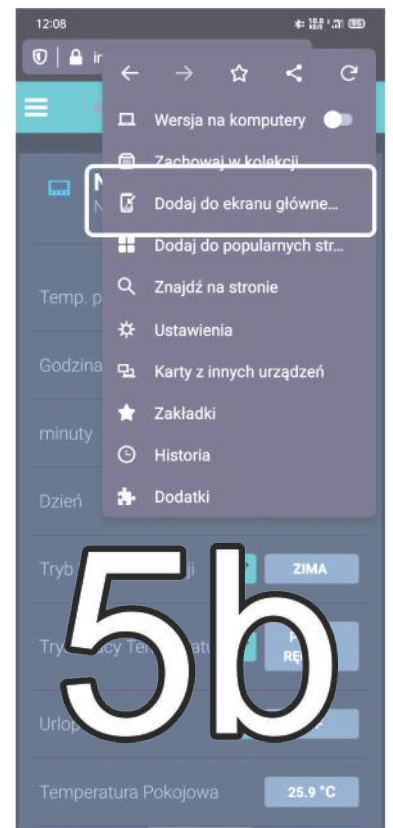 12:08
Wersja na komputery
Zachowaj w kolekcji
Dodaj do ekranu główne...
Dodaj do popularnych str...
Znajdź na stronie
Ustawienia
Karty z innych urządzeń
Zakładki
Historia
Dodatki
Temp. p
Godzina
minuty
Dzień
Tryb
ji
ZIMA
5b
Urlop
Temperatura Pokojowa
25.9 °C